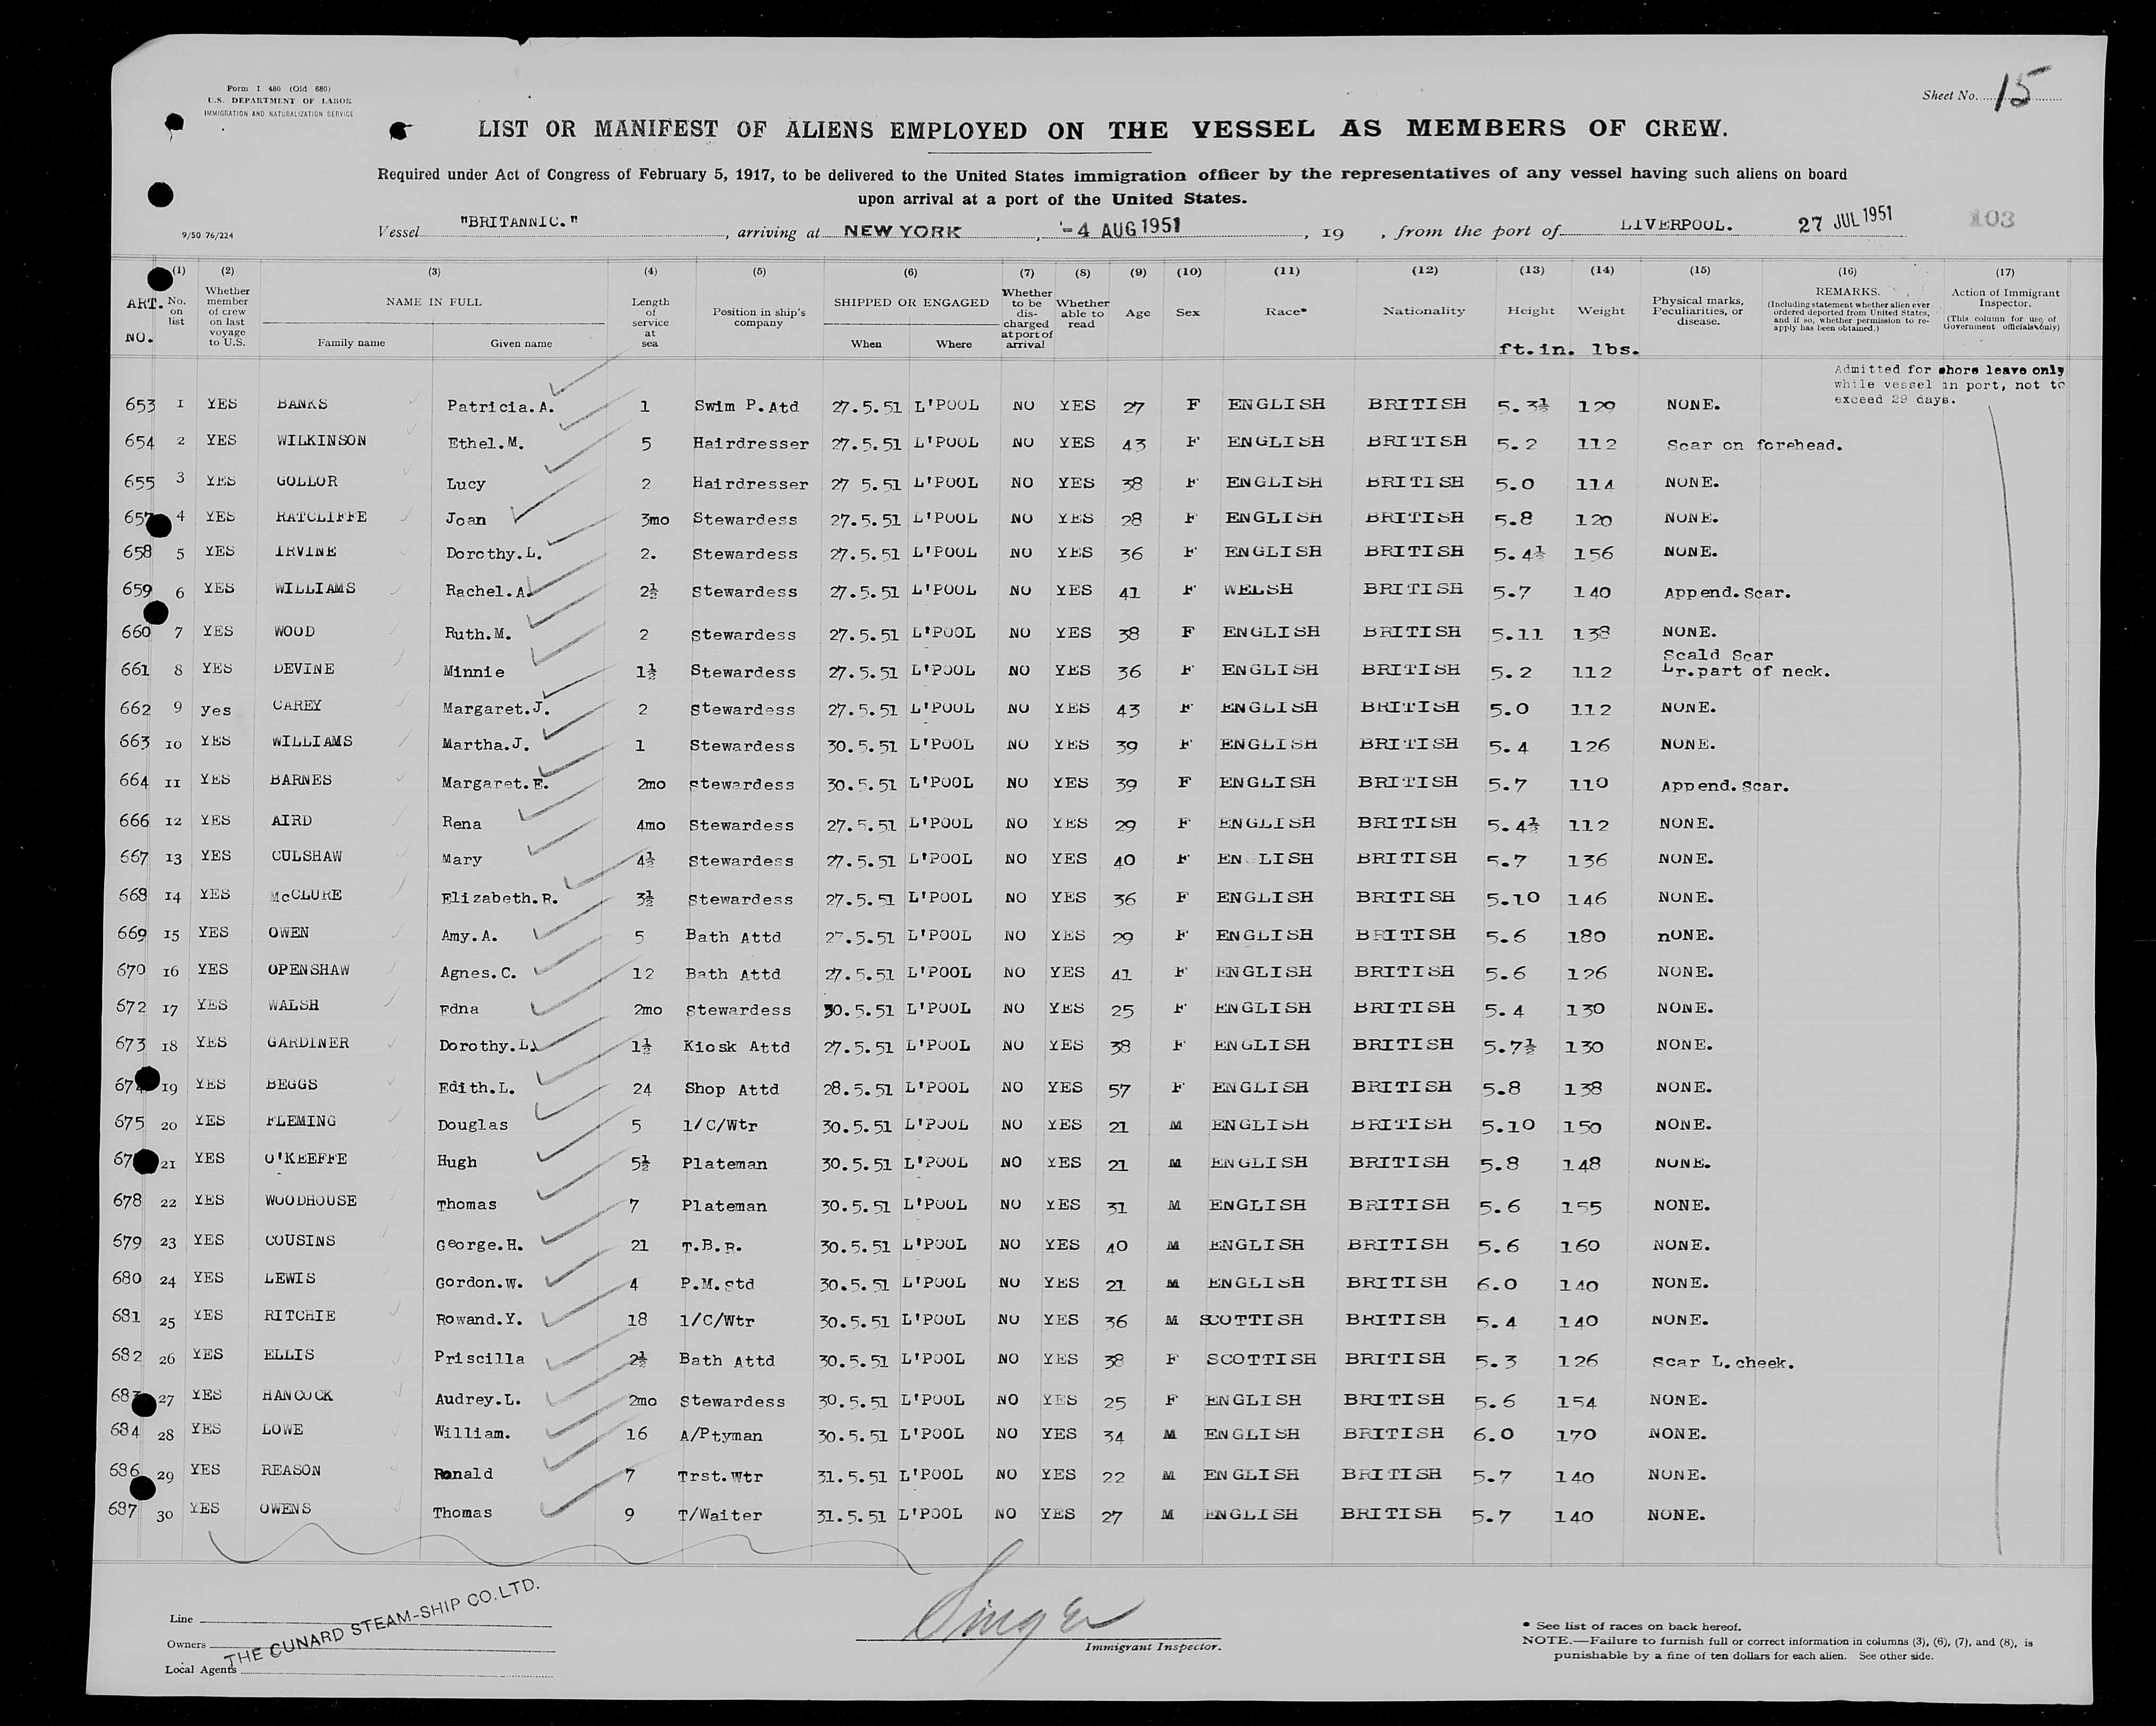 Form I 480 (Old 680)
U.S. DEPARTMENT OF LABOR
IMMIGRATION AND NATURALIZATION SERVICE
Sheet No. 15
LIST OR MANIFEST OF ALIENS EMPLOYED ON THE VESSEL AS MEMBERS OF CREW.
Required under Act of Congress of February 5, 1917, to be delivered to the United States immigration officer by the representatives of any vessel having such aliens on board
upon arrival at a port of the United States.
9/50 76/224
Vessel "BRITANNIC." , arriving at NEW YORK , -4 AUG 1951 , 19 , from the port of LIVERPOOL. 27 JUL 1951 103
(1) (2) (3) (4) (5) (6) (7) (8) (9) (10) (11) (12) (13) (14) (15) (16) (17)
ART. NO. No. on list Whether member of crew on last voyage to U.S. NAME IN FULL Family name Given name Length of service at sea Position in ship's company SHIPPED OR ENGAGED When Where Whether to be discharged at port of arrival Whether able to read Age Sex Race* Nationality Height ft.in. Weight lbs. Physical marks, Peculiarities, or disease. REMARKS. (Including statement whether alien ever ordered deported from United States, and if so, whether permission to re-apply has been obtained.) Action of Immigrant Inspector. (This column for use of Government officials only)
Admitted for shore leave only
while vessel in port, not to
exceed 29 days.
653 1 YES BANKS Patricia.A. 1 Swim P.Atd 27.5.51 L'POOL NO YES 27 F ENGLISH BRITISH 5.3½ 129 NONE.
654 2 YES WILKINSON Ethel.M. 5 Hairdresser 27.5.51 L'POOL NO YES 43 F ENGLISH BRITISH 5.2 112 Scar on forehead.
655 3 YES GOLLOR Lucy 2 Hairdresser 27 5.51 L'POOL NO YES 38 F ENGLISH BRITISH 5.0 114 NONE.
657 4 YES RATCLIFFE Joan 3mo Stewardess 27.5.51 L'POOL NO YES 28 F ENGLISH BRITISH 5.8 120 NONE.
658 5 YES IRVINE Dorothy.L. 2. Stewardess 27.5.51 L'POOL NO YES 36 F ENGLISH BRITISH 5.4½ 156 NONE.
659 6 YES WILLIAMS Rachel.A. 2½ Stewardess 27.5.51 L'POOL NO YES 41 F WELSH BRITISH 5.7 140 Append.Scar.
660 7 YES WOOD Ruth.M. 2 Stewardess 27.5.51 L'POOL NO YES 38 F ENGLISH BRITISH 5.11 138 NONE.
661 8 YES DEVINE Minnie 1½ Stewardess 27.5.51 L'POOL NO YES 36 F ENGLISH BRITISH 5.2 112 Scald Scar Lr.part of neck.
662 9 yes CAREY Margaret.J. 2 Stewardess 27.5.51 L'POOL NO YES 43 F ENGLISH BRITISH 5.0 112 NONE.
663 10 YES WILLIAMS Martha.J. 1 Stewardess 30.5.51 L'POOL NO YES 39 F ENGLISH BRITISH 5.4 126 NONE.
664 11 YES BARNES Margaret.E. 2mo Stewardess 30.5.51 L'POOL NO YES 39 F ENGLISH BRITISH 5.7 110 Append.Scar.
666 12 YES AIRD Rena 4mo Stewardess 27.5.51 L'POOL NO YES 29 F ENGLISH BRITISH 5.4½ 112 NONE.
667 13 YES CULSHAW Mary 4½ Stewardess 27.5.51 L'POOL NO YES 40 F EN LISH BRITISH 5.7 136 NONE.
668 14 YES McCLURE Elizabeth.R. 3½ Stewardess 27.5.51 L'POOL NO YES 36 F ENGLISH BRITISH 5.10 146 NONE.
669 15 YES OWEN Amy.A. 5 Bath Attd 27.5.51 L'POOL NO YES 29 F ENGLISH BRITISH 5.6 180 nONE.
670 16 YES OPENSHAW Agnes.C. 12 Bath Attd 27.5.51 L'POOL NO YES 41 F ENGLISH BRITISH 5.6 126 NONE.
672 17 YES WALSH Edna 2mo Stewardess 30.5.51 L'POOL NO YES 25 F ENGLISH BRITISH 5.4 130 NONE.
673 18 YES GARDINER Dorothy.L. 1½ Kiosk Attd 27.5.51 L'POOL NO YES 38 F ENGLISH BRITISH 5.7½ 130 NONE.
674 19 YES BEGGS Edith.L. 24 Shop Attd 28.5.51 L'POOL NO YES 57 F ENGLISH BRITISH 5.8 138 NONE.
675 20 YES FLEMING Douglas 5 1/C/Wtr 30.5.51 L'POOL NO YES 21 M ENGLISH BRITISH 5.10 150 NONE.
67 21 YES O'KEEFFE Hugh 5½ Plateman 30.5.51 L'POOL NO YES 21 M ENGLISH BRITISH 5.8 148 NONE.
678 22 YES WOODHOUSE Thomas 7 Plateman 30.5.51 L'POOL NO YES 31 M ENGLISH BRITISH 5.6 155 NONE.
679 23 YES COUSINS George.H. 21 T.B.R. 30.5.51 L'POOL NO YES 40 M ENGLISH BRITISH 5.6 160 NONE.
680 24 YES LEWIS Gordon.W. 4 P.M.std 30.5.51 L'POOL NO YES 21 M ENGLISH BRITISH 6.0 140 NONE.
681 25 YES RITCHIE Rowand.Y. 18 1/C/Wtr 30.5.51 L'POOL NO YES 36 M SCOTTISH BRITISH 5.4 140 NONE.
682 26 YES ELLIS Priscilla 2½ Bath Attd 30.5.51 L'POOL NO YES 38 F SCOTTISH BRITISH 5.3 126 Scar L.cheek.
683 27 YES HANCOCK Audrey.L. 2mo Stewardess 30.5.51 L'POOL NO YES 25 F ENGLISH BRITISH 5.6 154 NONE.
684 28 YES LOWE William. 16 A/Ptyman 30.5.51 L'POOL NO YES 34 M ENGLISH BRITISH 6.0 170 NONE.
686 29 YES REASON Ronald 7 Trst.Wtr 31.5.51 L'POOL NO YES 22 M ENGLISH BRITISH 5.7 140 NONE.
687 30 YES OWENS Thomas 9 T/Waiter 31.5.51 L'POOL NO YES 27 M ENGLISH BRITISH 5.7 140 NONE.
Line
Owners
Local Agents
THE CUNARD STEAM-SHIP CO.LTD.
Singer
Immigrant Inspector.
* See list of races on back hereof.
NOTE.—Failure to furnish full or correct information in columns (3), (6), (7), and (8), is
punishable by a fine of ten dollars for each alien. See other side.